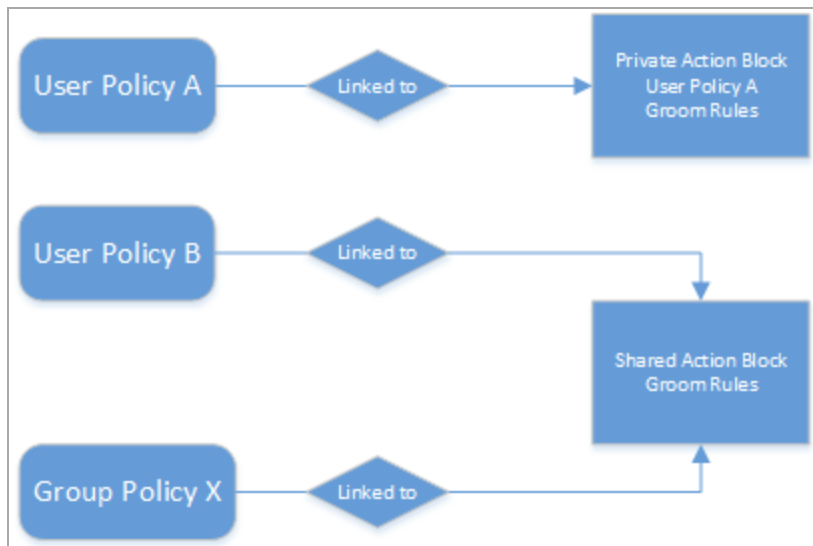 User Policy A
Linked to
Private Action Block
User Policy A
Groom Rules
User Policy B
Linked to
Shared Action Block
Groom Rules
Group Policy X
Linked to